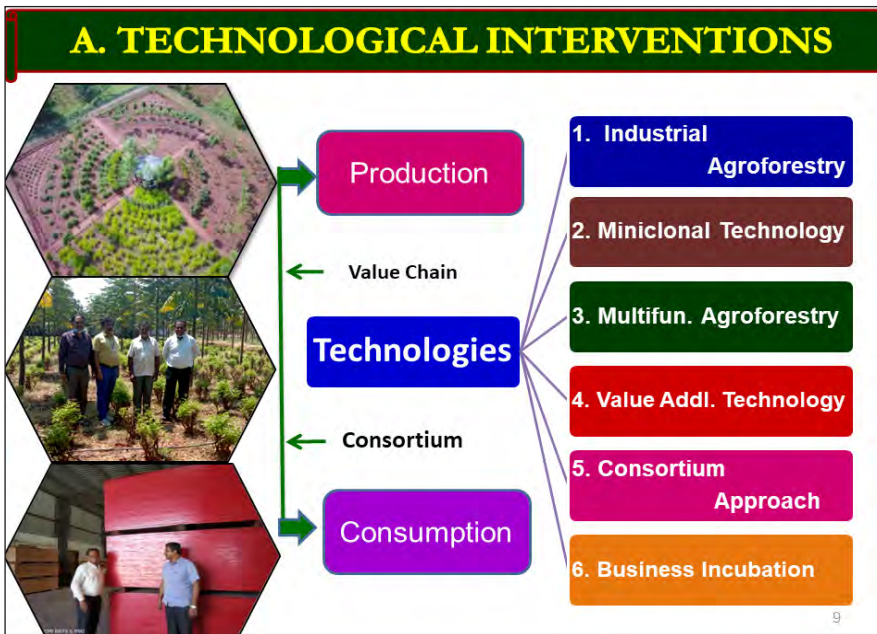 A. TECHNOLOGICAL INTERVENTIONS
Production
Value Chain
Technologies
Consortium
Consumption
1. Industrial
Agroforestry
2. Miniclonal Technology
3. Multifun. Agroforestry
4. Value Addl. Technology
5. Consortium
Approach
6. Business Incubation
9